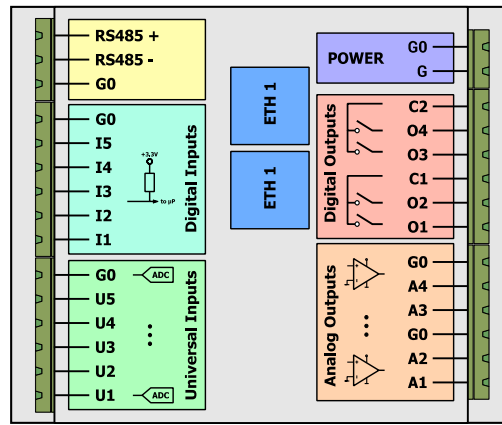 RS485 +
RS485 -
G0
G0
I5
I4
I3
I2
I1
+3,3V
to µP
Digital Inputs
G0
U5
U4
U3
U2
U1
ADC
ADC
Universal Inputs
ETH 1
ETH 1
POWER
G0
G
Digital Outputs
C2
O4
O3
C1
O2
O1
Analog Outputs
G0
A4
A3
G0
A2
A1